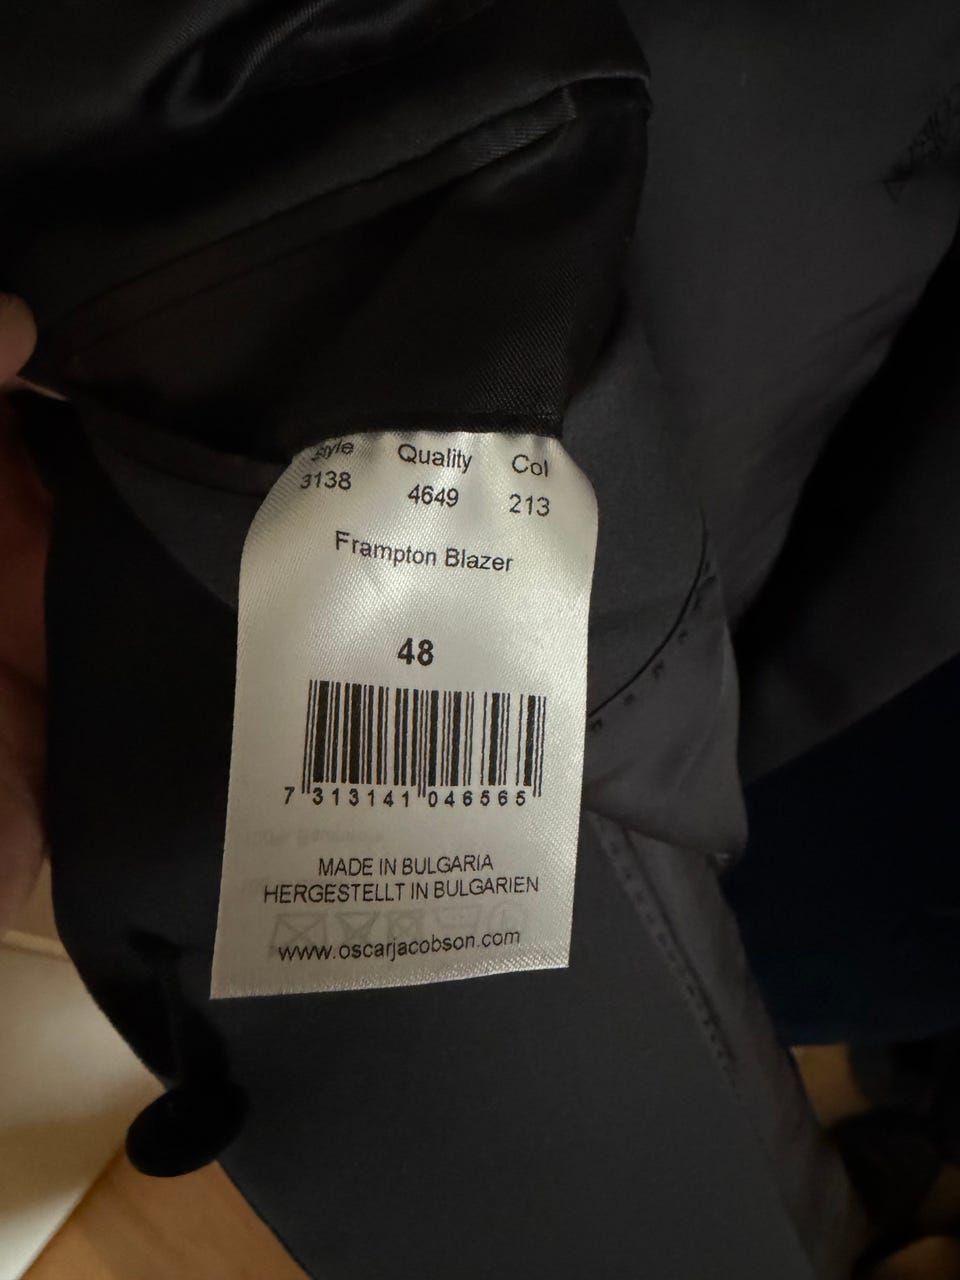 Style Quality Col
3138 4649 213
Frampton Blazer
48
7 313141 046565
MADE IN BULGARIA
HERGESTELLT IN BULGARIEN
www.oscarjacobson.com